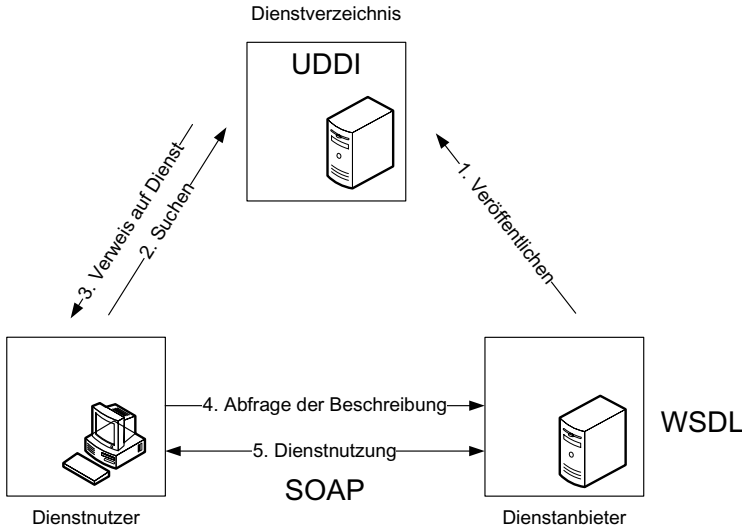 Dienstverzeichnis
UDDI
3. Verweis auf Dienst
2. Suchen
1. Veröffentlichen
4. Abfrage der Beschreibung
WSDL
5. Dienstnutzung
SOAP
Dienstnutzer
Dienstanbieter